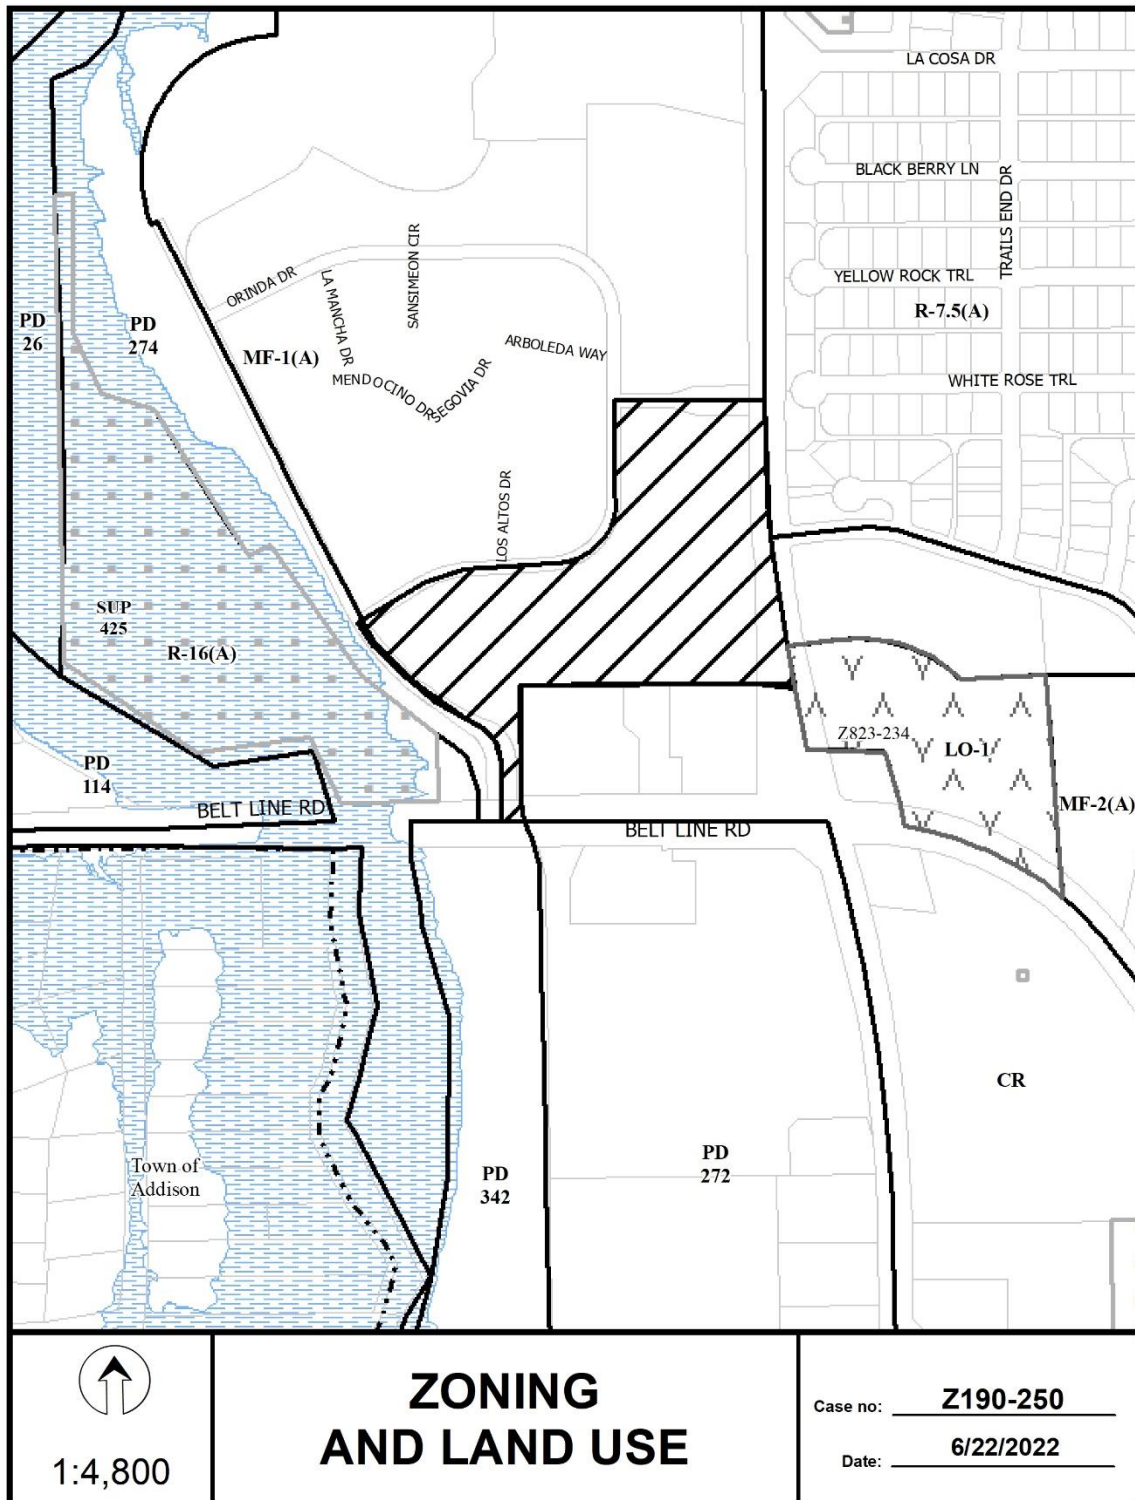 LA COSA DR
BLACK BERRY LN
TRAILS END DR
SANSIMEON CIR
ORINDA DR
YELLOW ROCK TRL
LA MANCHA DR
R-7.5(A)
PD
26
PD
274
MF-1(A)
ARBOLEDA WAY
MENDOCINO DR
SEGOVIA DR
WHITE ROSE TRL
LOS ALTOS DR
SUP
425
R-16(A)
Z823-234
LO-1
PD
114
MF-2(A)
BELT LINE RD
BELT LINE RD
CR
Town of
Addison
PD
342
PD
272
1:4,800
ZONING
AND LAND USE
Case no: Z190-250
Date: 6/22/2022